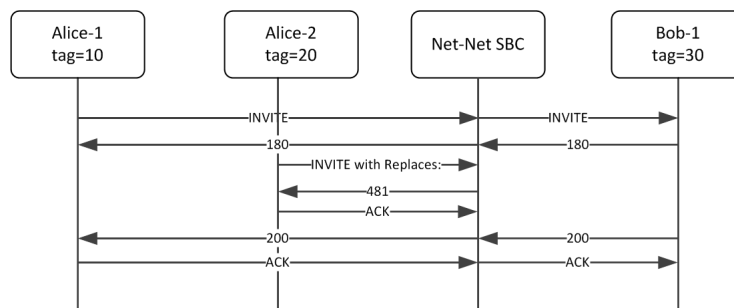 Alice-1
tag=10
Alice-2
tag=20
Net-Net SBC
Bob-1
tag=30
INVITE
INVITE
180
180
INVITE with Replaces:
481
ACK
200
200
ACK
ACK